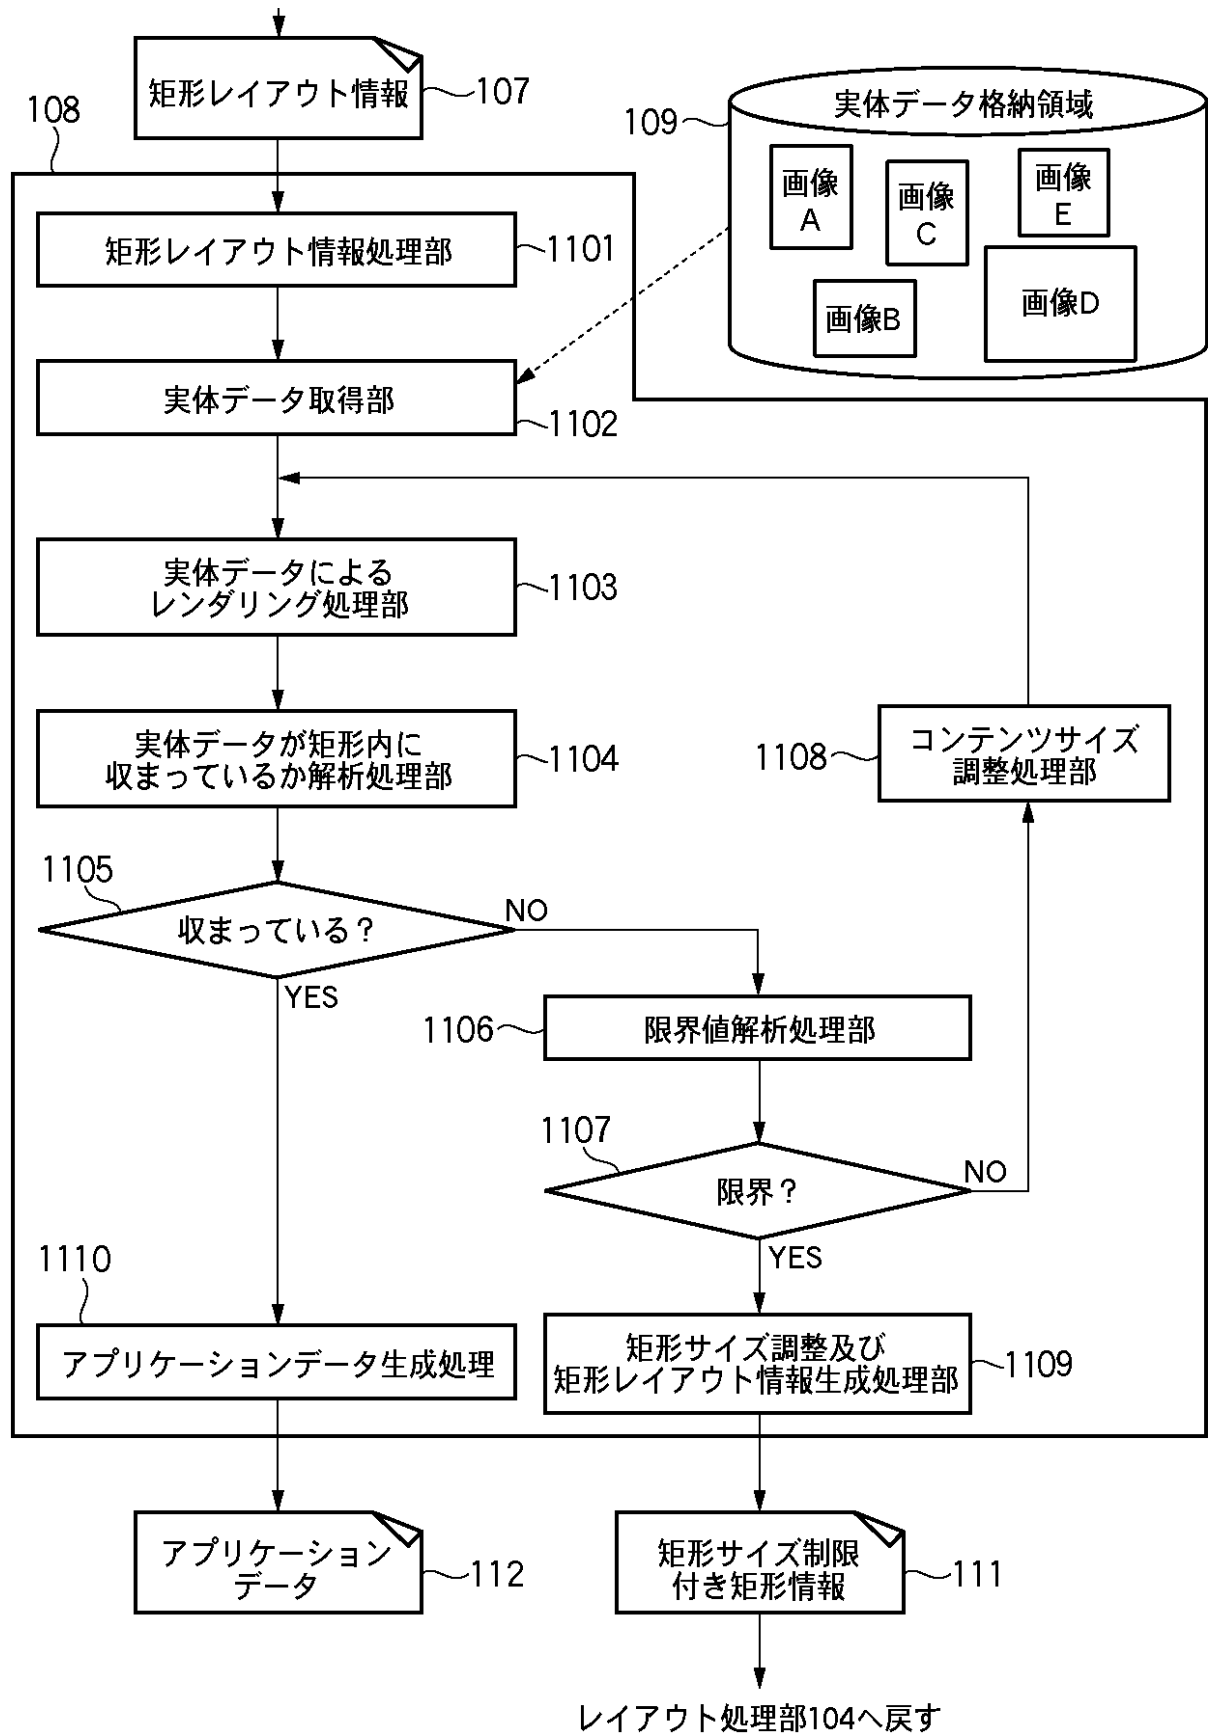 矩形レイアウト情報
107
108
実体データ格納領域
109
画像
A
画像
C
画像
E
画像B
画像D
矩形レイアウト情報処理部
1101
実体データ取得部
1102
実体データによる
レンダリング処理部
1103
実体データが矩形内に
収まっているか解析処理部
1104
コンテンツサイズ
調整処理部
1108
1105
収まっている？
NO
YES
限界値解析処理部
1106
1107
限界？
NO
YES
1110
アプリケーションデータ生成処理
矩形サイズ調整及び
矩形レイアウト情報生成処理部
1109
アプリケーション
データ
112
矩形サイズ制限
付き矩形情報
111
レイアウト処理部104へ戻す